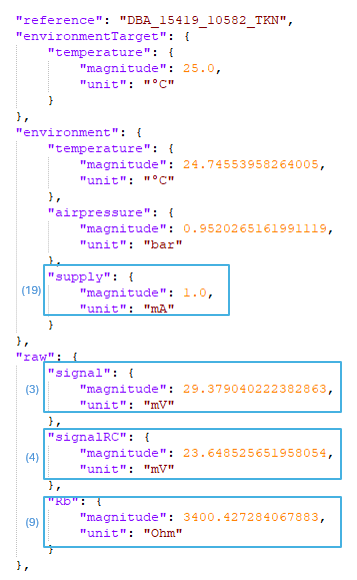 "reference": "DBA_15419_10582_TKN",
"environmentTarget": {
"temperature": {
"magnitude": 25.0,
"unit": "°C"
}
},
"environment": {
"temperature": {
"magnitude": 24.74553958264005,
"unit": "°C"
},
"airpressure": {
"magnitude": 0.9520265161991119,
"unit": "bar"
},
(19) "supply": {
"magnitude": 1.0,
"unit": "mA"
}
},
"raw": {
(3) "signal": {
"magnitude": 29.379040222382863,
"unit": "mV"
},
(4) "signalRC": {
"magnitude": 23.648525651958054,
"unit": "mV"
},
(9) "Rb": {
"magnitude": 3400.427284067883,
"unit": "Ohm"
}
},